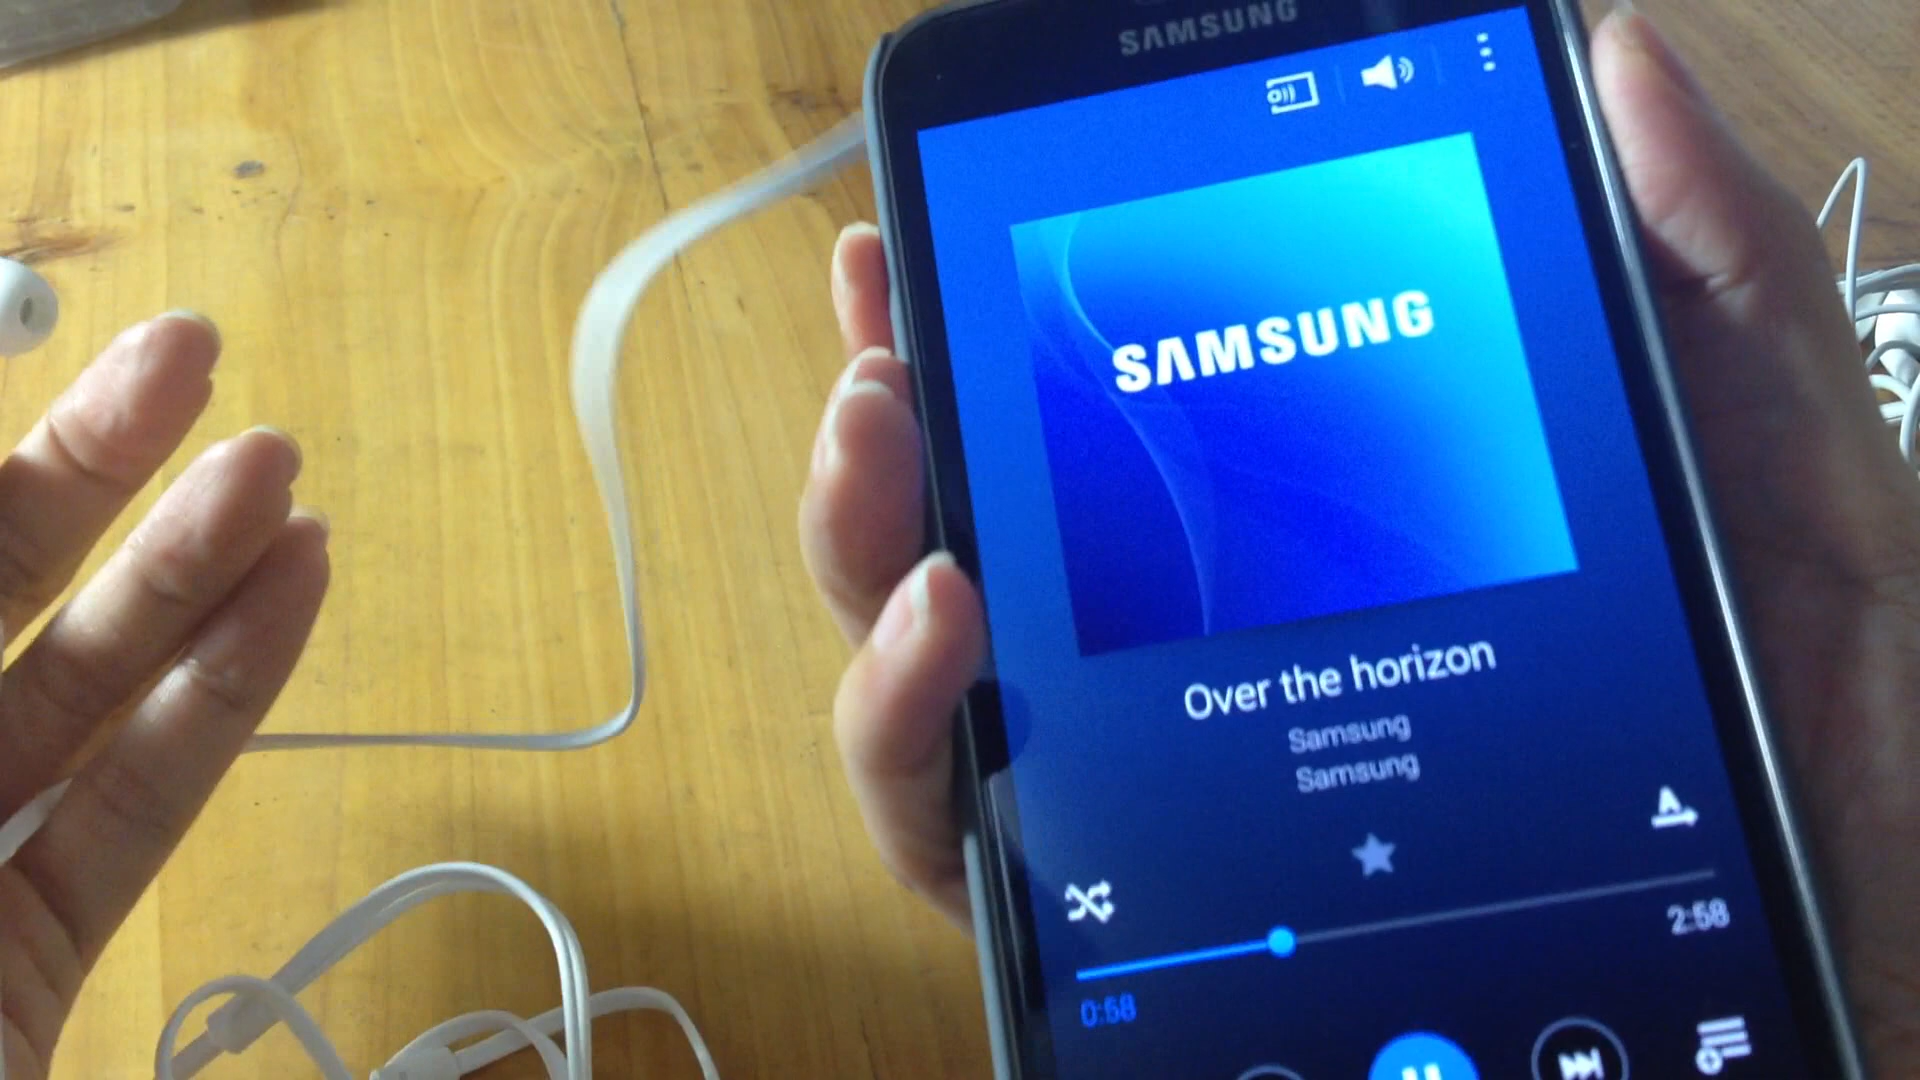 SAMSUNG
SAMSUNG
Over the horizon
Samsung
Samsung
A
2:58
0:58